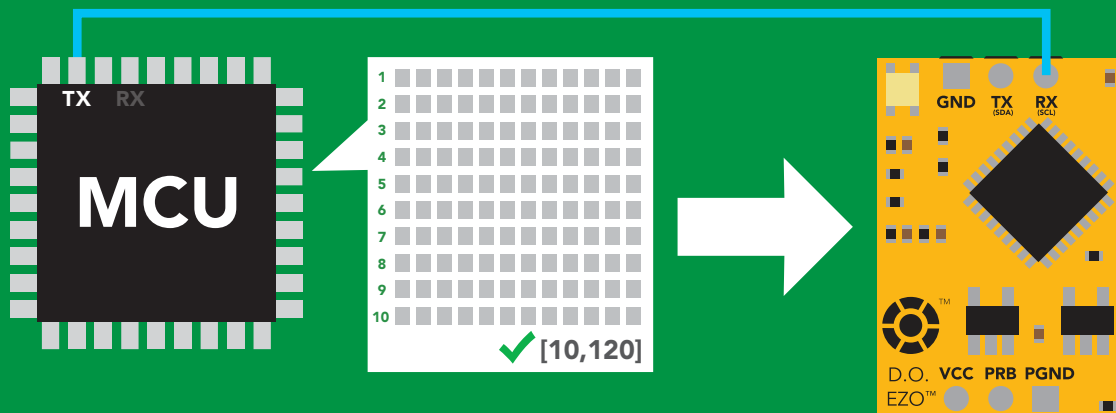 TX RX
MCU
1
2
3
4
5
6
7
8
9
10
[10,120]
GND TX RX
(SDA) (SCL)
TM
D.O. VCC PRB PGND
EZO™